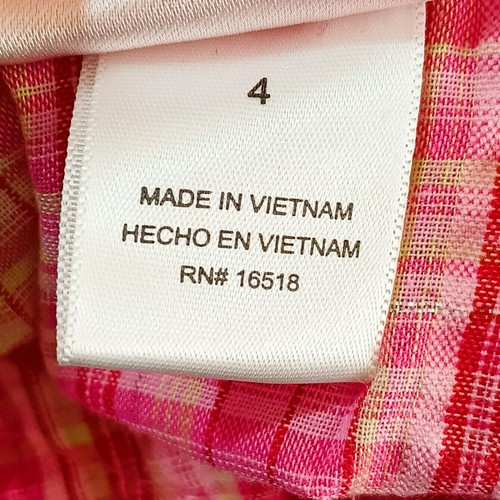 4
MADE IN VIETNAM
HECHO EN VIETNAM
RN# 16518